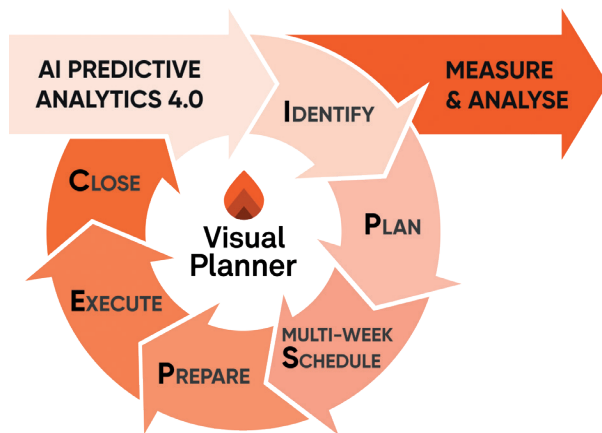 AI PREDICTIVE
ANALYTICS 4.0
MEASURE
& ANALYSE
IDENTIFY
PLAN
MULTI-WEEK
SCHEDULE
PREPARE
EXECUTE
CLOSE
Visual
Planner